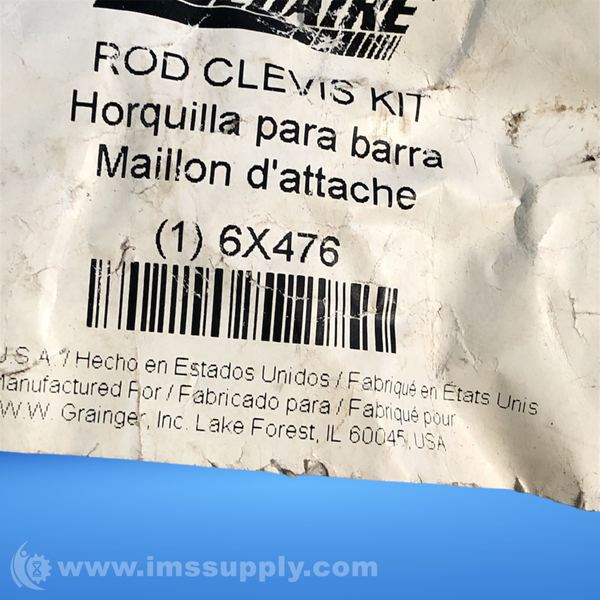 ROD CLEVIS KIT
Horquilla para barra
Maillon d'attache
(1) 6X476
U.S.A. / Hecho en Estados Unidos / Fabriqué en États Unis
Manufactured For / Fabricado para / Fabriqué pour
W.W. Grainger, Inc. Lake Forest, IL 60045, USA
www.imssupply.com